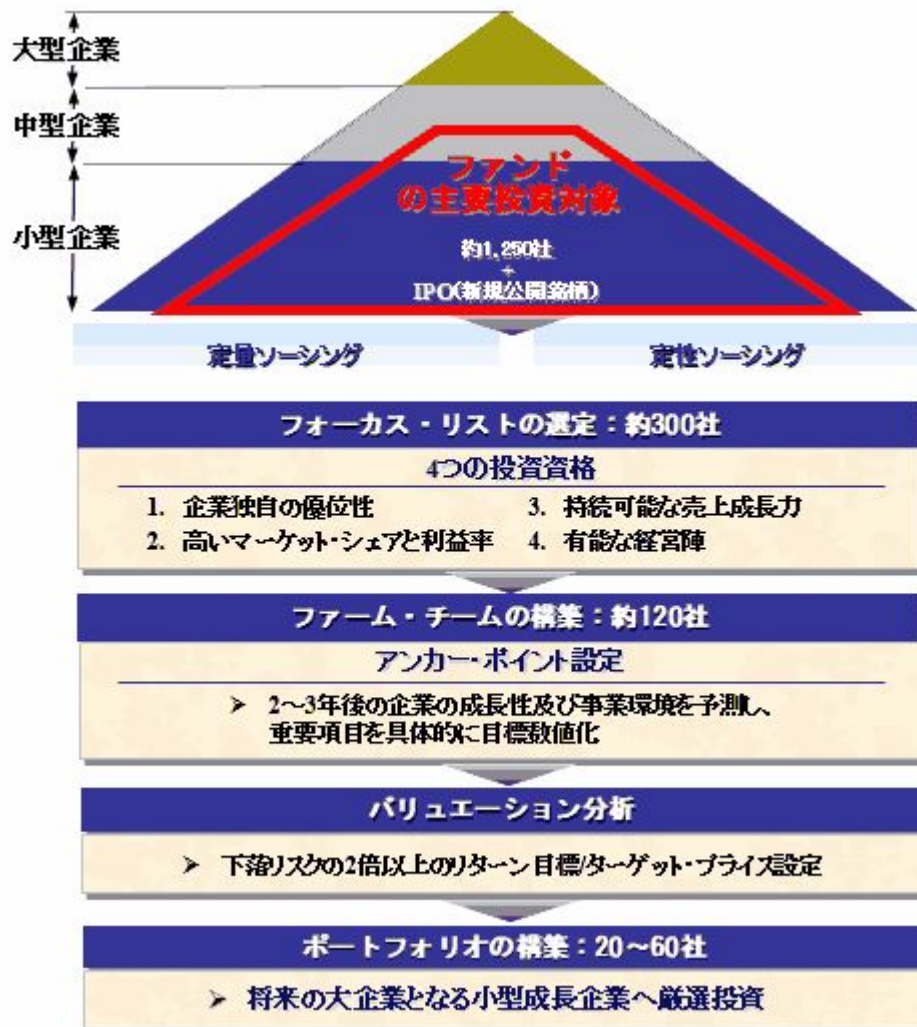 大型企業
中型企業
小型企業
ファンド
の主要投資対象
約1,250社
+
IPO(新規公開銘柄)
定量ソーシング
定性ソーシング
フォーカス・リストの選定：約300社
4つの投資資格
1. 企業独自の優位性
2. 高いマーケット・シェアと利益率
3. 持続可能な売上成長力
4. 有能な経営陣
ファーム・チームの構築：約120社
アンカー・ポイント設定
➢ 2～3年後の企業の成長性及び事業環境を予測し、
重要項目を具体的に目標数値化
バリュエーション分析
➢ 下落リスクの2倍以上のリターン目標/ターゲット・プライス設定
ポートフォリオの構築：20～60社
➢ 将来の大企業となる小型成長企業へ厳選投資